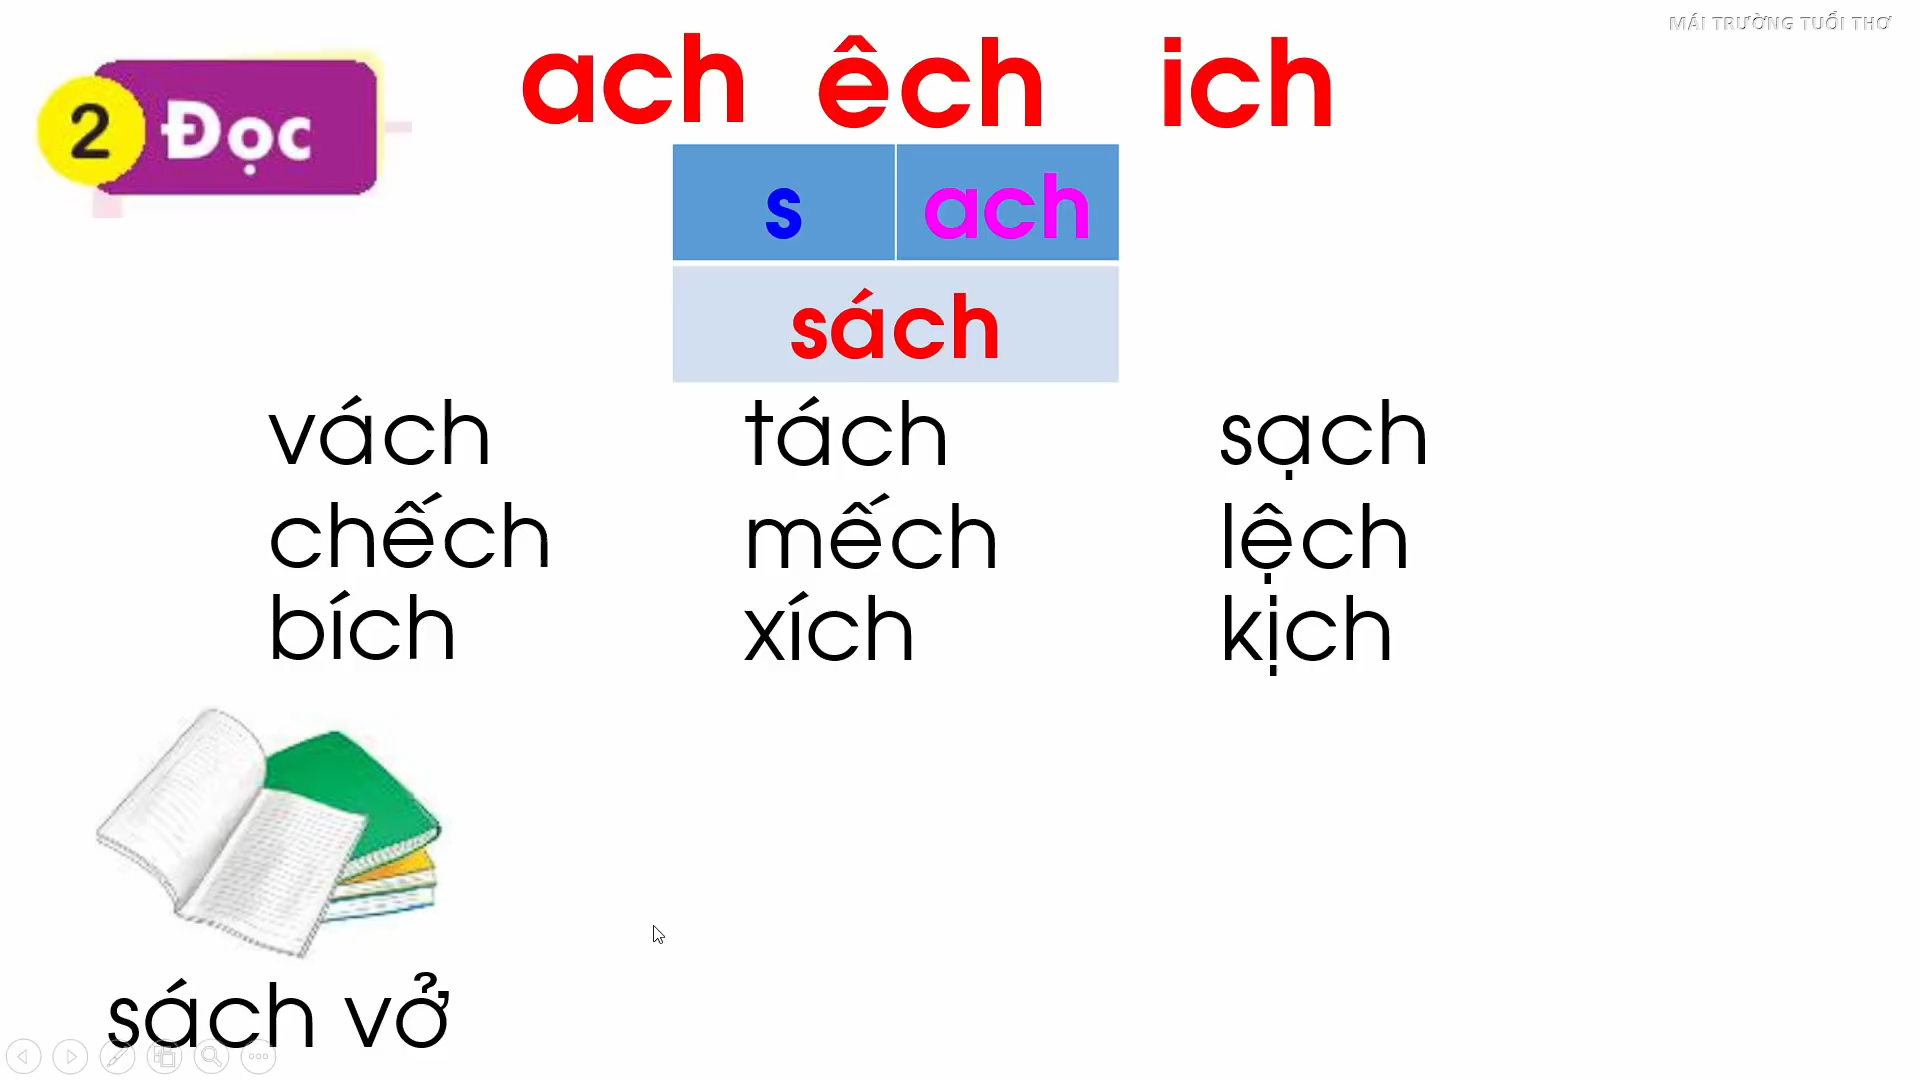 MÁI TRƯỜNG TUỔI THƠ
2 Đọc
ach êch ich
s ach
sách
vách tách sạch
chếch mếch lệch
bích xích kịch
sách vở